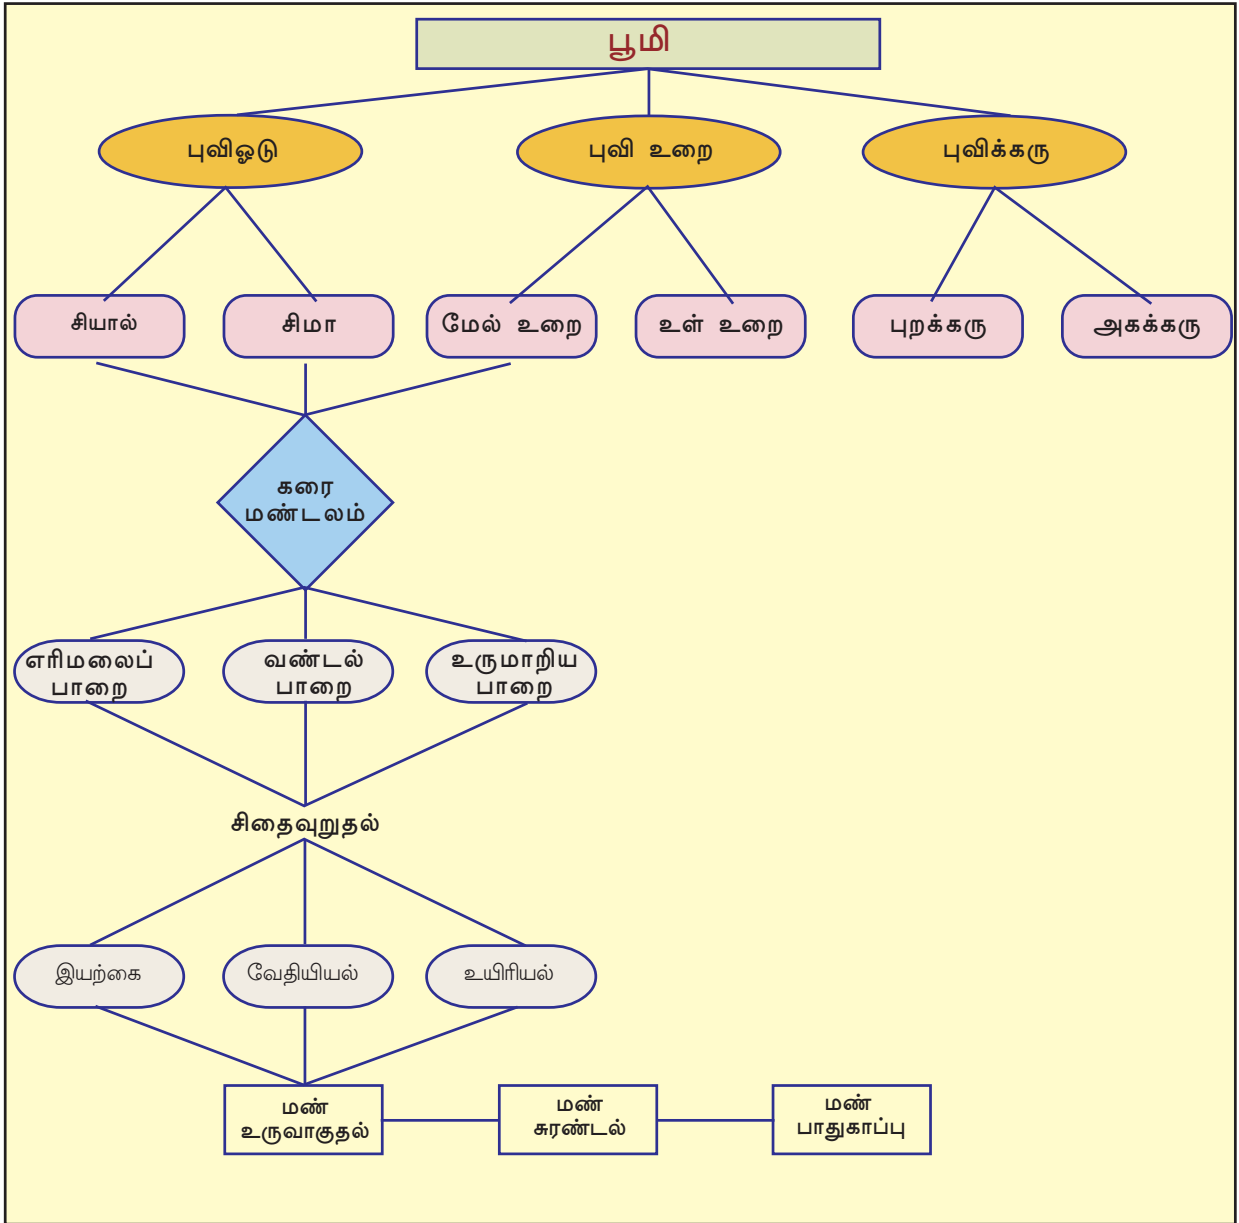 பூமி
புவிஓடு
புவி உறை
புவிக்கரு
சியால்
சிமா
மேல் உறை
உள் உறை
புறக்கரு
அகக்கரு
கரை
மண்டலம்
எரிமலைப்
பாறை
வண்டல்
பாறை
உருமாறிய
பாறை
சிதைவுறுதல்
இயற்கை
வேதியியல்
உயிரியல்
மண்
உருவாகுதல்
மண்
சுரண்டல்
மண்
பாதுகாப்பு